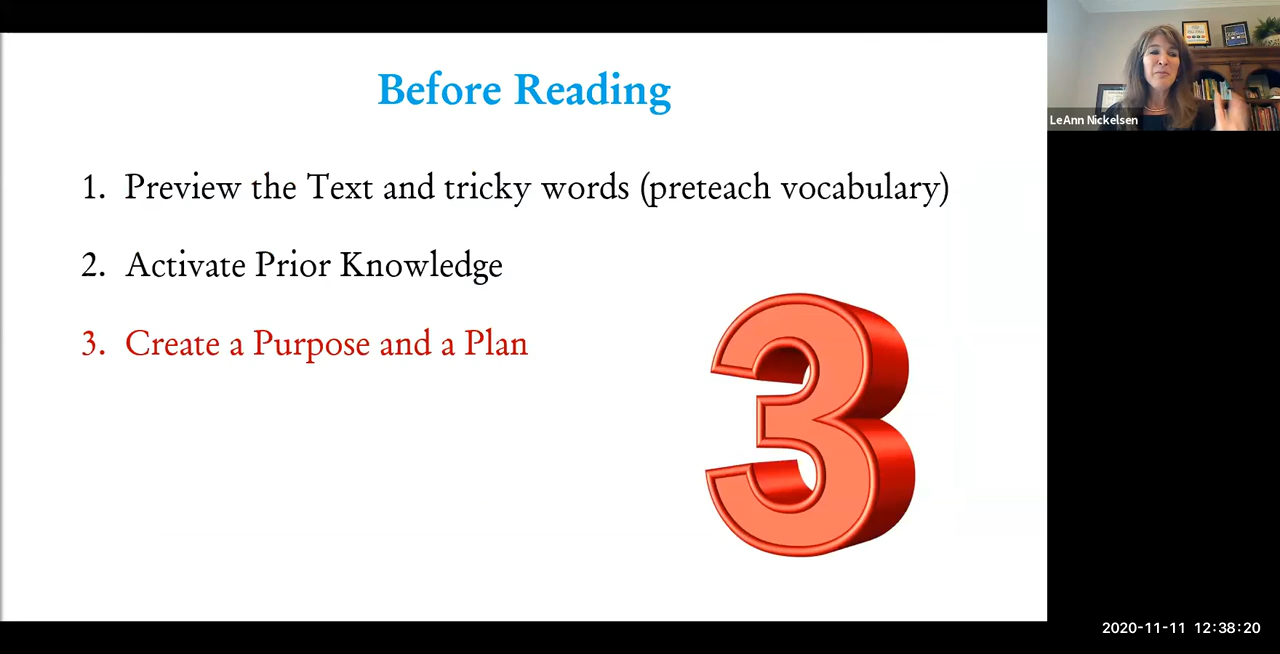 Before Reading
1. Preview the Text and tricky words (preteach vocabulary)
2. Activate Prior Knowledge
3. Create a Purpose and a Plan
3
LeAnn Nickelsen
2020-11-11 12:38:20